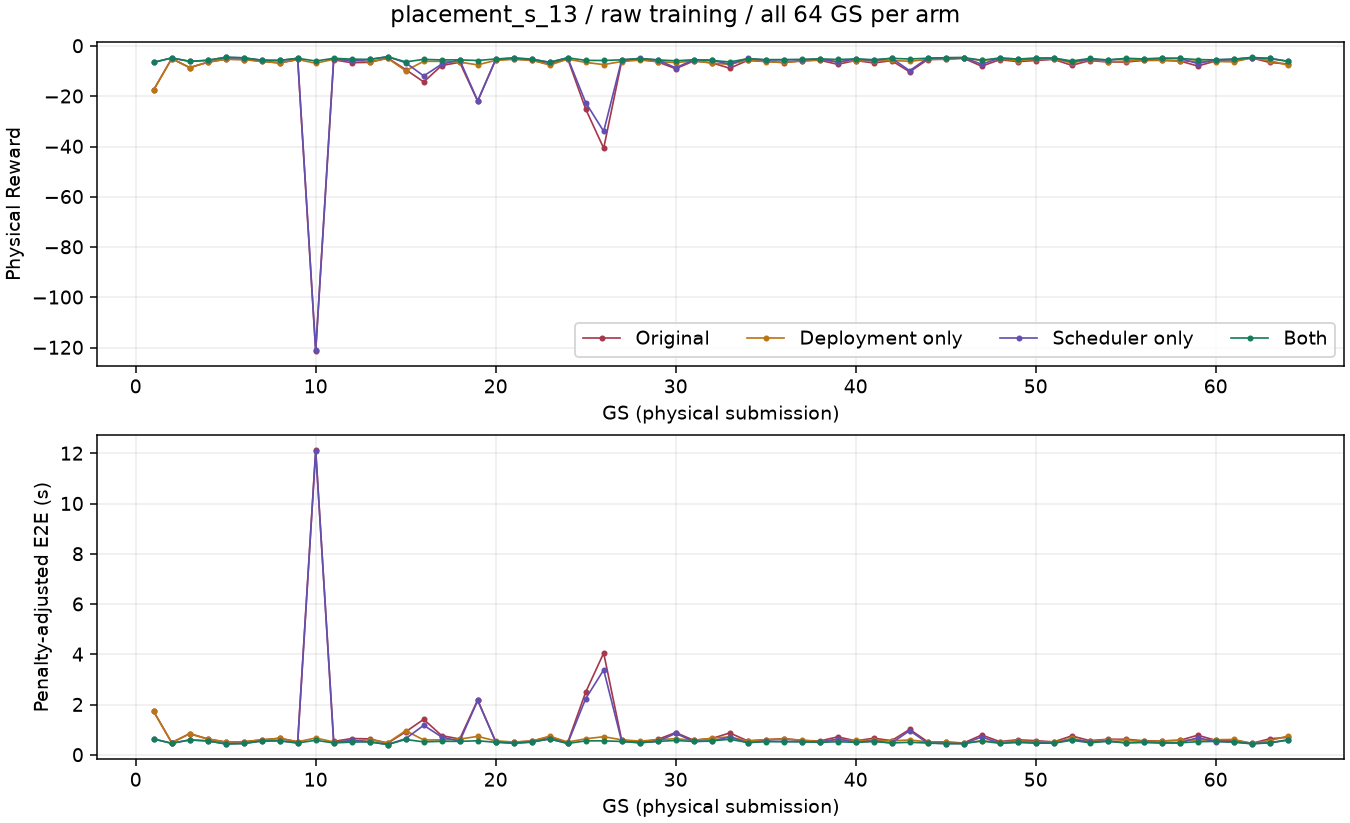 placement_s_13 / raw training / all 64 GS per arm
Physical Reward
0
−20
−40
−60
−80
−100
−120
Original
Deployment only
Scheduler only
Both
0 10 20 30 40 50 60
GS (physical submission)
Penalty-adjusted E2E (s)
12
10
8
6
4
2
0
0 10 20 30 40 50 60
GS (physical submission)